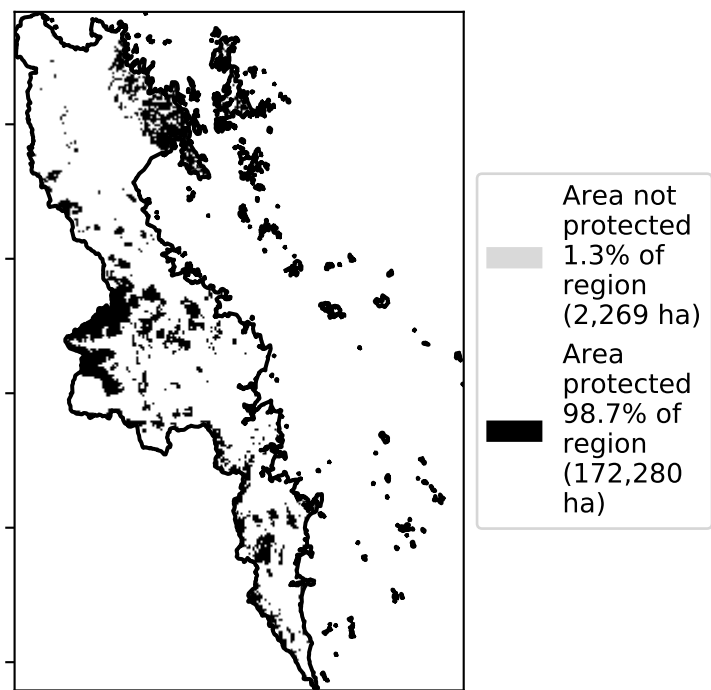 Area not
protected
1.3% of
region
(2,269 ha)
Area
protected
98.7% of
region
(172,280
ha)